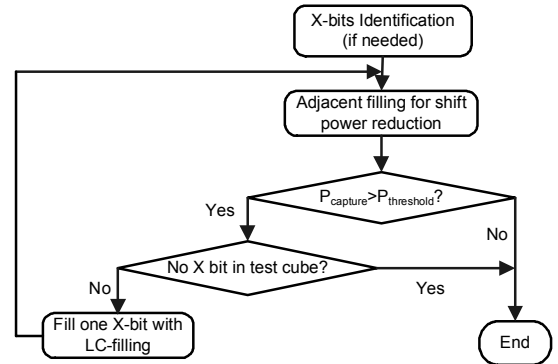 X-bits Identification
(if needed)
Adjacent filling for shift
power reduction
Pcapture>Pthreshold?
Yes
No
No X bit in test cube?
No
Yes
Fill one X-bit with
LC-filling
End